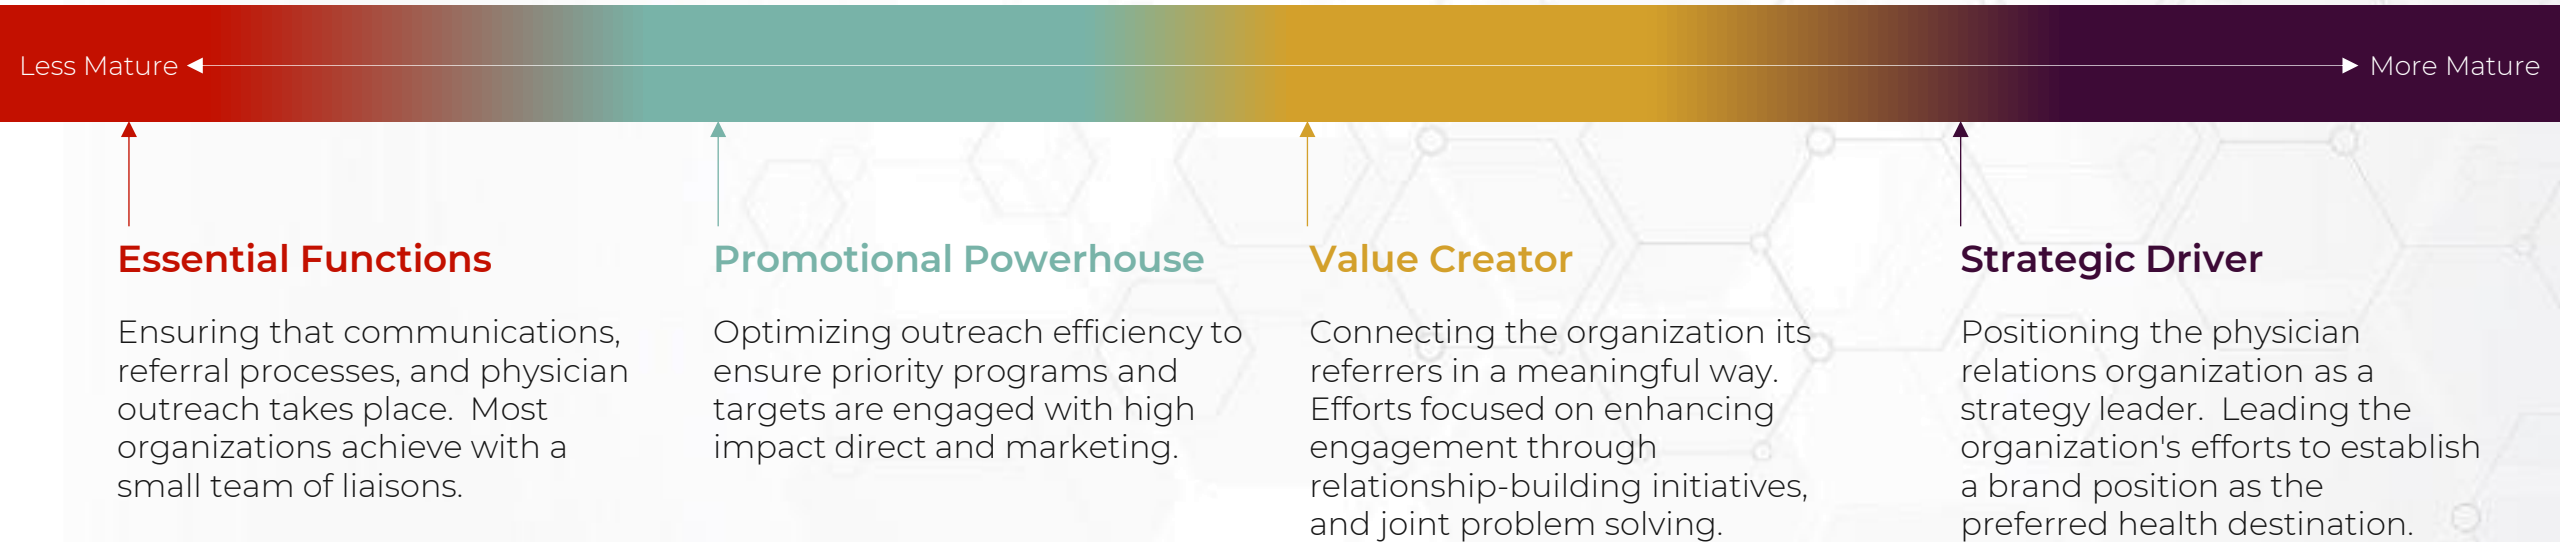 Less Mature
More Mature
Essential Functions
Ensuring that communications,
referral processes, and physician
outreach takes place.  Most
organizations achieve with a
small team of liaisons.
Promotional Powerhouse
Optimizing outreach efficiency to
ensure priority programs and
targets are engaged with high
impact direct and marketing.
Value Creator
Connecting the organization its
referrers in a meaningful way.
Efforts focused on enhancing
engagement through
relationship-building initiatives,
and joint problem solving.
Strategic Driver
Positioning the physician
relations organization as a
strategy leader.  Leading the
organization's efforts to establish
a brand position as the
preferred health destination.